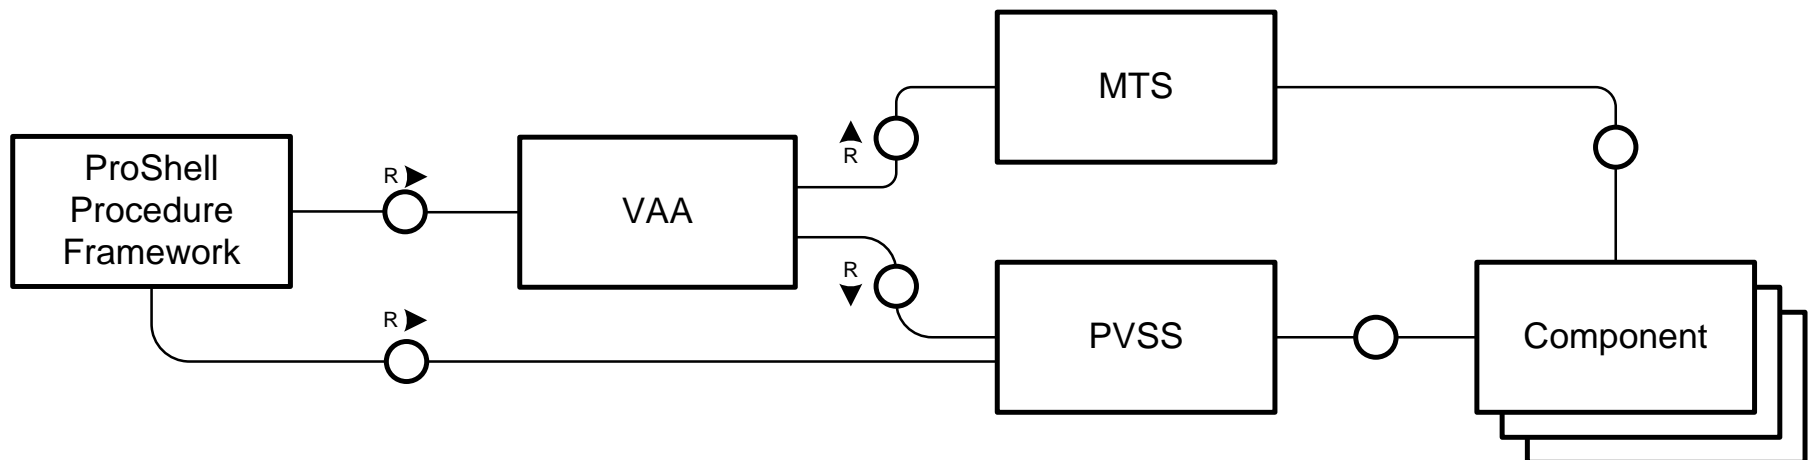 ProShell
Procedure
Framework
R
VAA
R
MTS
R
R
PVSS
Component